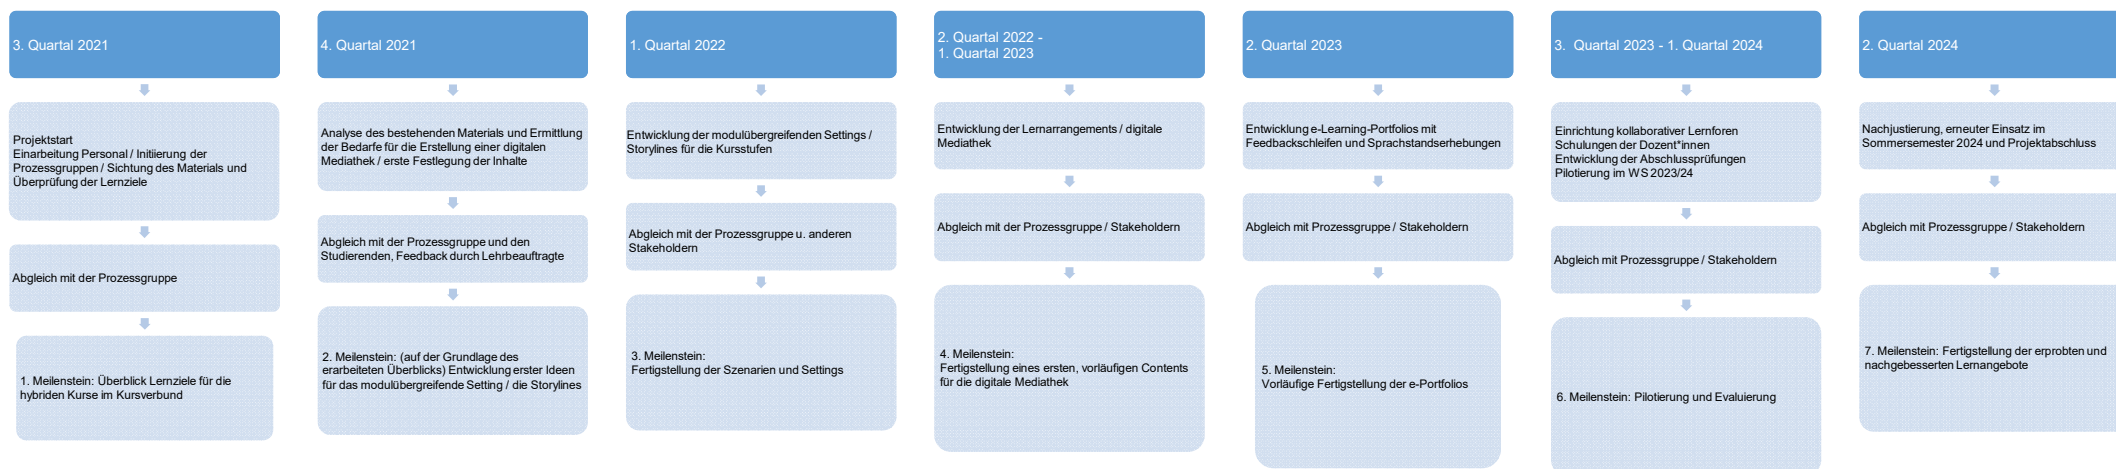 3. Quartal 2021
Projektstart
Einarbeitung Personal / Initiierung der
Prozessgruppen / Sichtung des Materials und
Überprüfung der Lernziele
Abgleich mit der Prozessgruppe
1. Meilenstein: Überblick Lernziele für die
hybriden Kurse im Kursverbund
4. Quartal 2021
Analyse des bestehenden Materials und Ermittlung
der Bedarfe für die Erstellung einer digitalen
Mediathek / erste Festlegung der Inhalte
Abgleich mit der Prozessgruppe und den
Studierenden, Feedback durch Lehrbeauftragte
2. Meilenstein: (auf der Grundlage des
erarbeiteten Überblicks) Entwicklung erster Ideen
für das modulübergreifende Setting / die Storylines
1. Quartal 2022
Entwicklung der modulübergreifenden Settings /
Storylines für die Kursstufen
Abgleich mit der Prozessgruppe u. anderen
Stakeholdern
3. Meilenstein:
Fertigstellung der Szenarien und Settings
2. Quartal 2022 -
1. Quartal 2023
Entwicklung der Lernarrangements / digitale
Mediathek
Abgleich mit der Prozessgruppe / Stakeholdern
4. Meilenstein:
Fertigstellung eines ersten, vorläufigen Contents
für die digitale Mediathek
2. Quartal 2023
Entwicklung e-Learning-Portfolios mit
Feedbackschleifen und Sprachstandserhebungen
Abgleich mit Prozessgruppe / Stakeholdern
5. Meilenstein:
Vorläufige Fertigstellung der e-Portfolios
3. Quartal 2023 - 1. Quartal 2024
Einrichtung kollaborativer Lernforen
Schulungen der Dozent*innen
Entwicklung der Abschlussprüfungen
Pilotierung im WS 2023/24
Abgleich mit Prozessgruppe / Stakeholdern
6. Meilenstein: Pilotierung und Evaluierung
2. Quartal 2024
Nachjustierung, erneuter Einsatz im
Sommersemester 2024 und Projektabschluss
Abgleich mit Prozessgruppe / Stakeholdern
7. Meilenstein: Fertigstellung der erprobten und
nachgebesserten Lernangebote